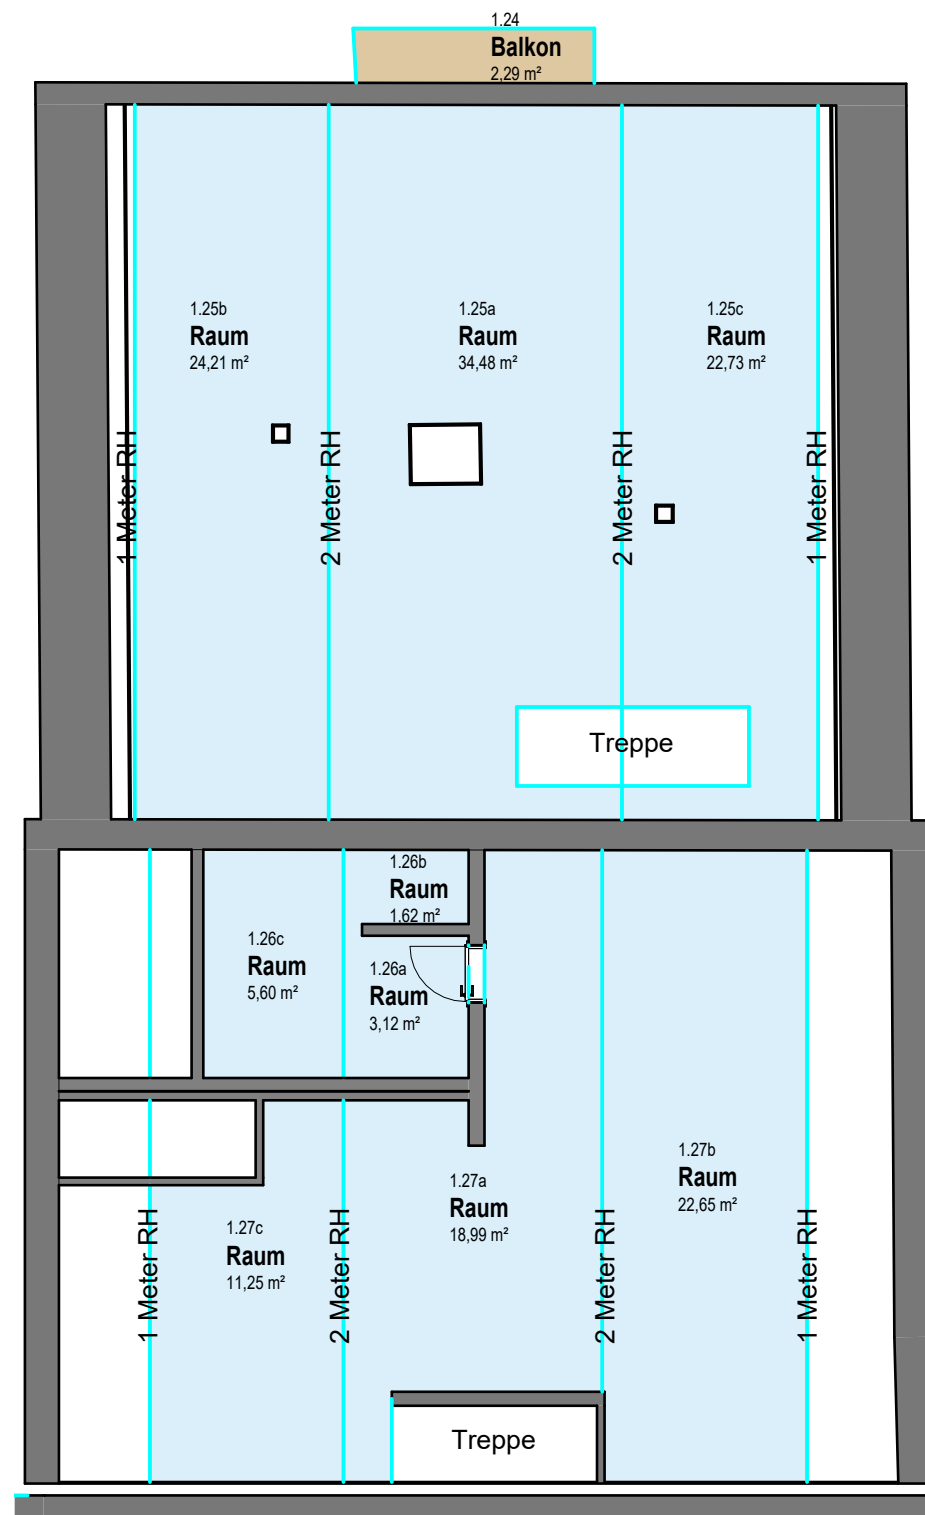 1.24
Balkon
2,29 m²
1.25b
Raum
24,21 m²
1.25a
Raum
34,48 m²
1.25c
Raum
22,73 m²
1 Meter RH
2 Meter RH
2 Meter RH
1 Meter RH
Treppe
1.26b
Raum
1,62 m²
1.26c
Raum
5,60 m²
1.26a
Raum
3,12 m²
1.27b
Raum
22,65 m²
1.27a
Raum
18,99 m²
1.27c
Raum
11,25 m²
1 Meter RH
2 Meter RH
2 Meter RH
1 Meter RH
Treppe